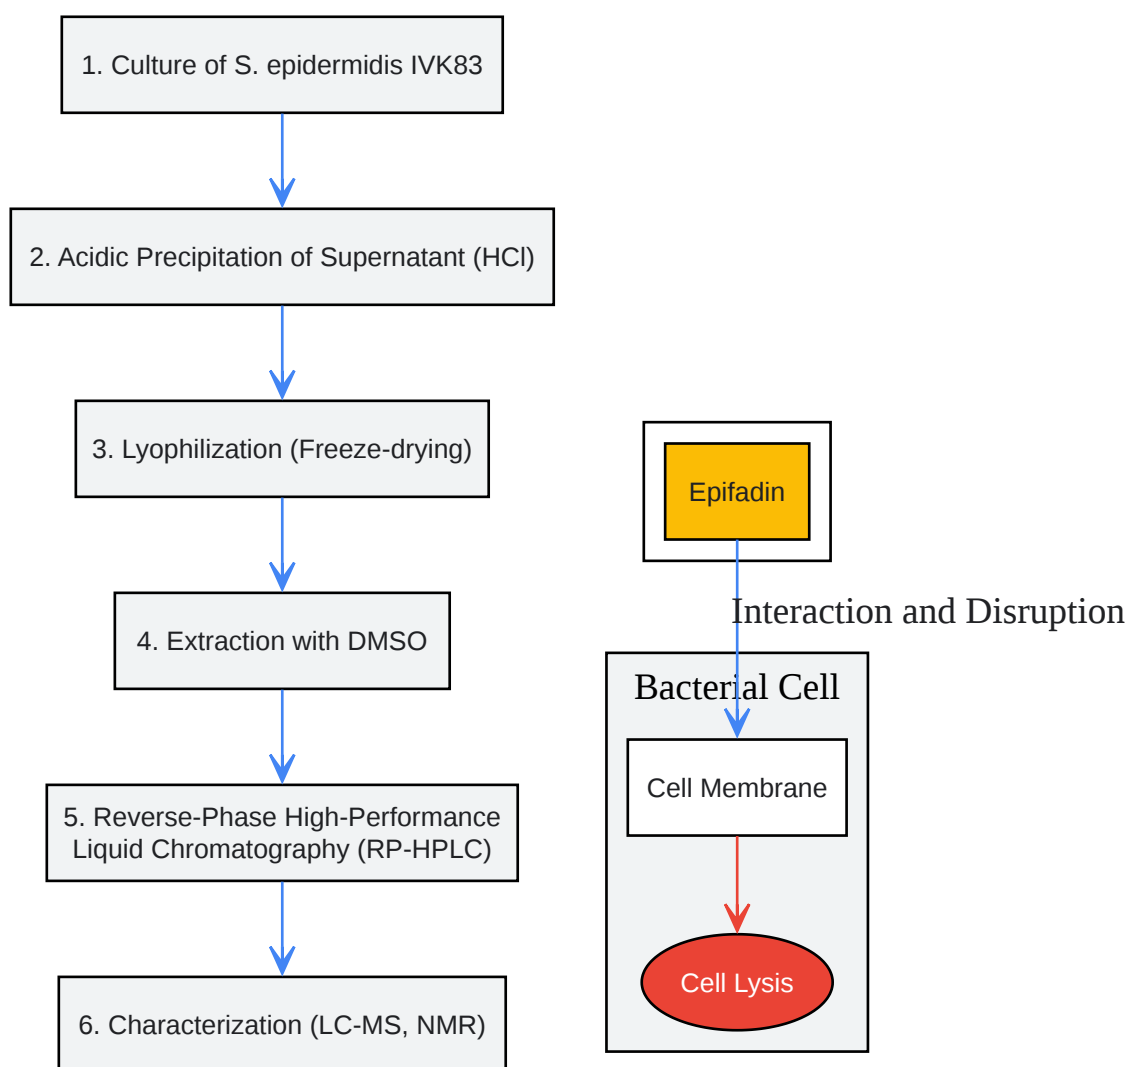 1. Culture of S. epidermidis IVK83
2. Acidic Precipitation of Supernatant (HCl)
3. Lyophilization (Freeze-drying)
4. Extraction with DMSO
5. Reverse-Phase High-Performance
Liquid Chromatography (RP-HPLC)
6. Characterization (LC-MS, NMR)
Epifadin
Interaction and Disruption
Bacterial Cell
Cell Membrane
Cell Lysis